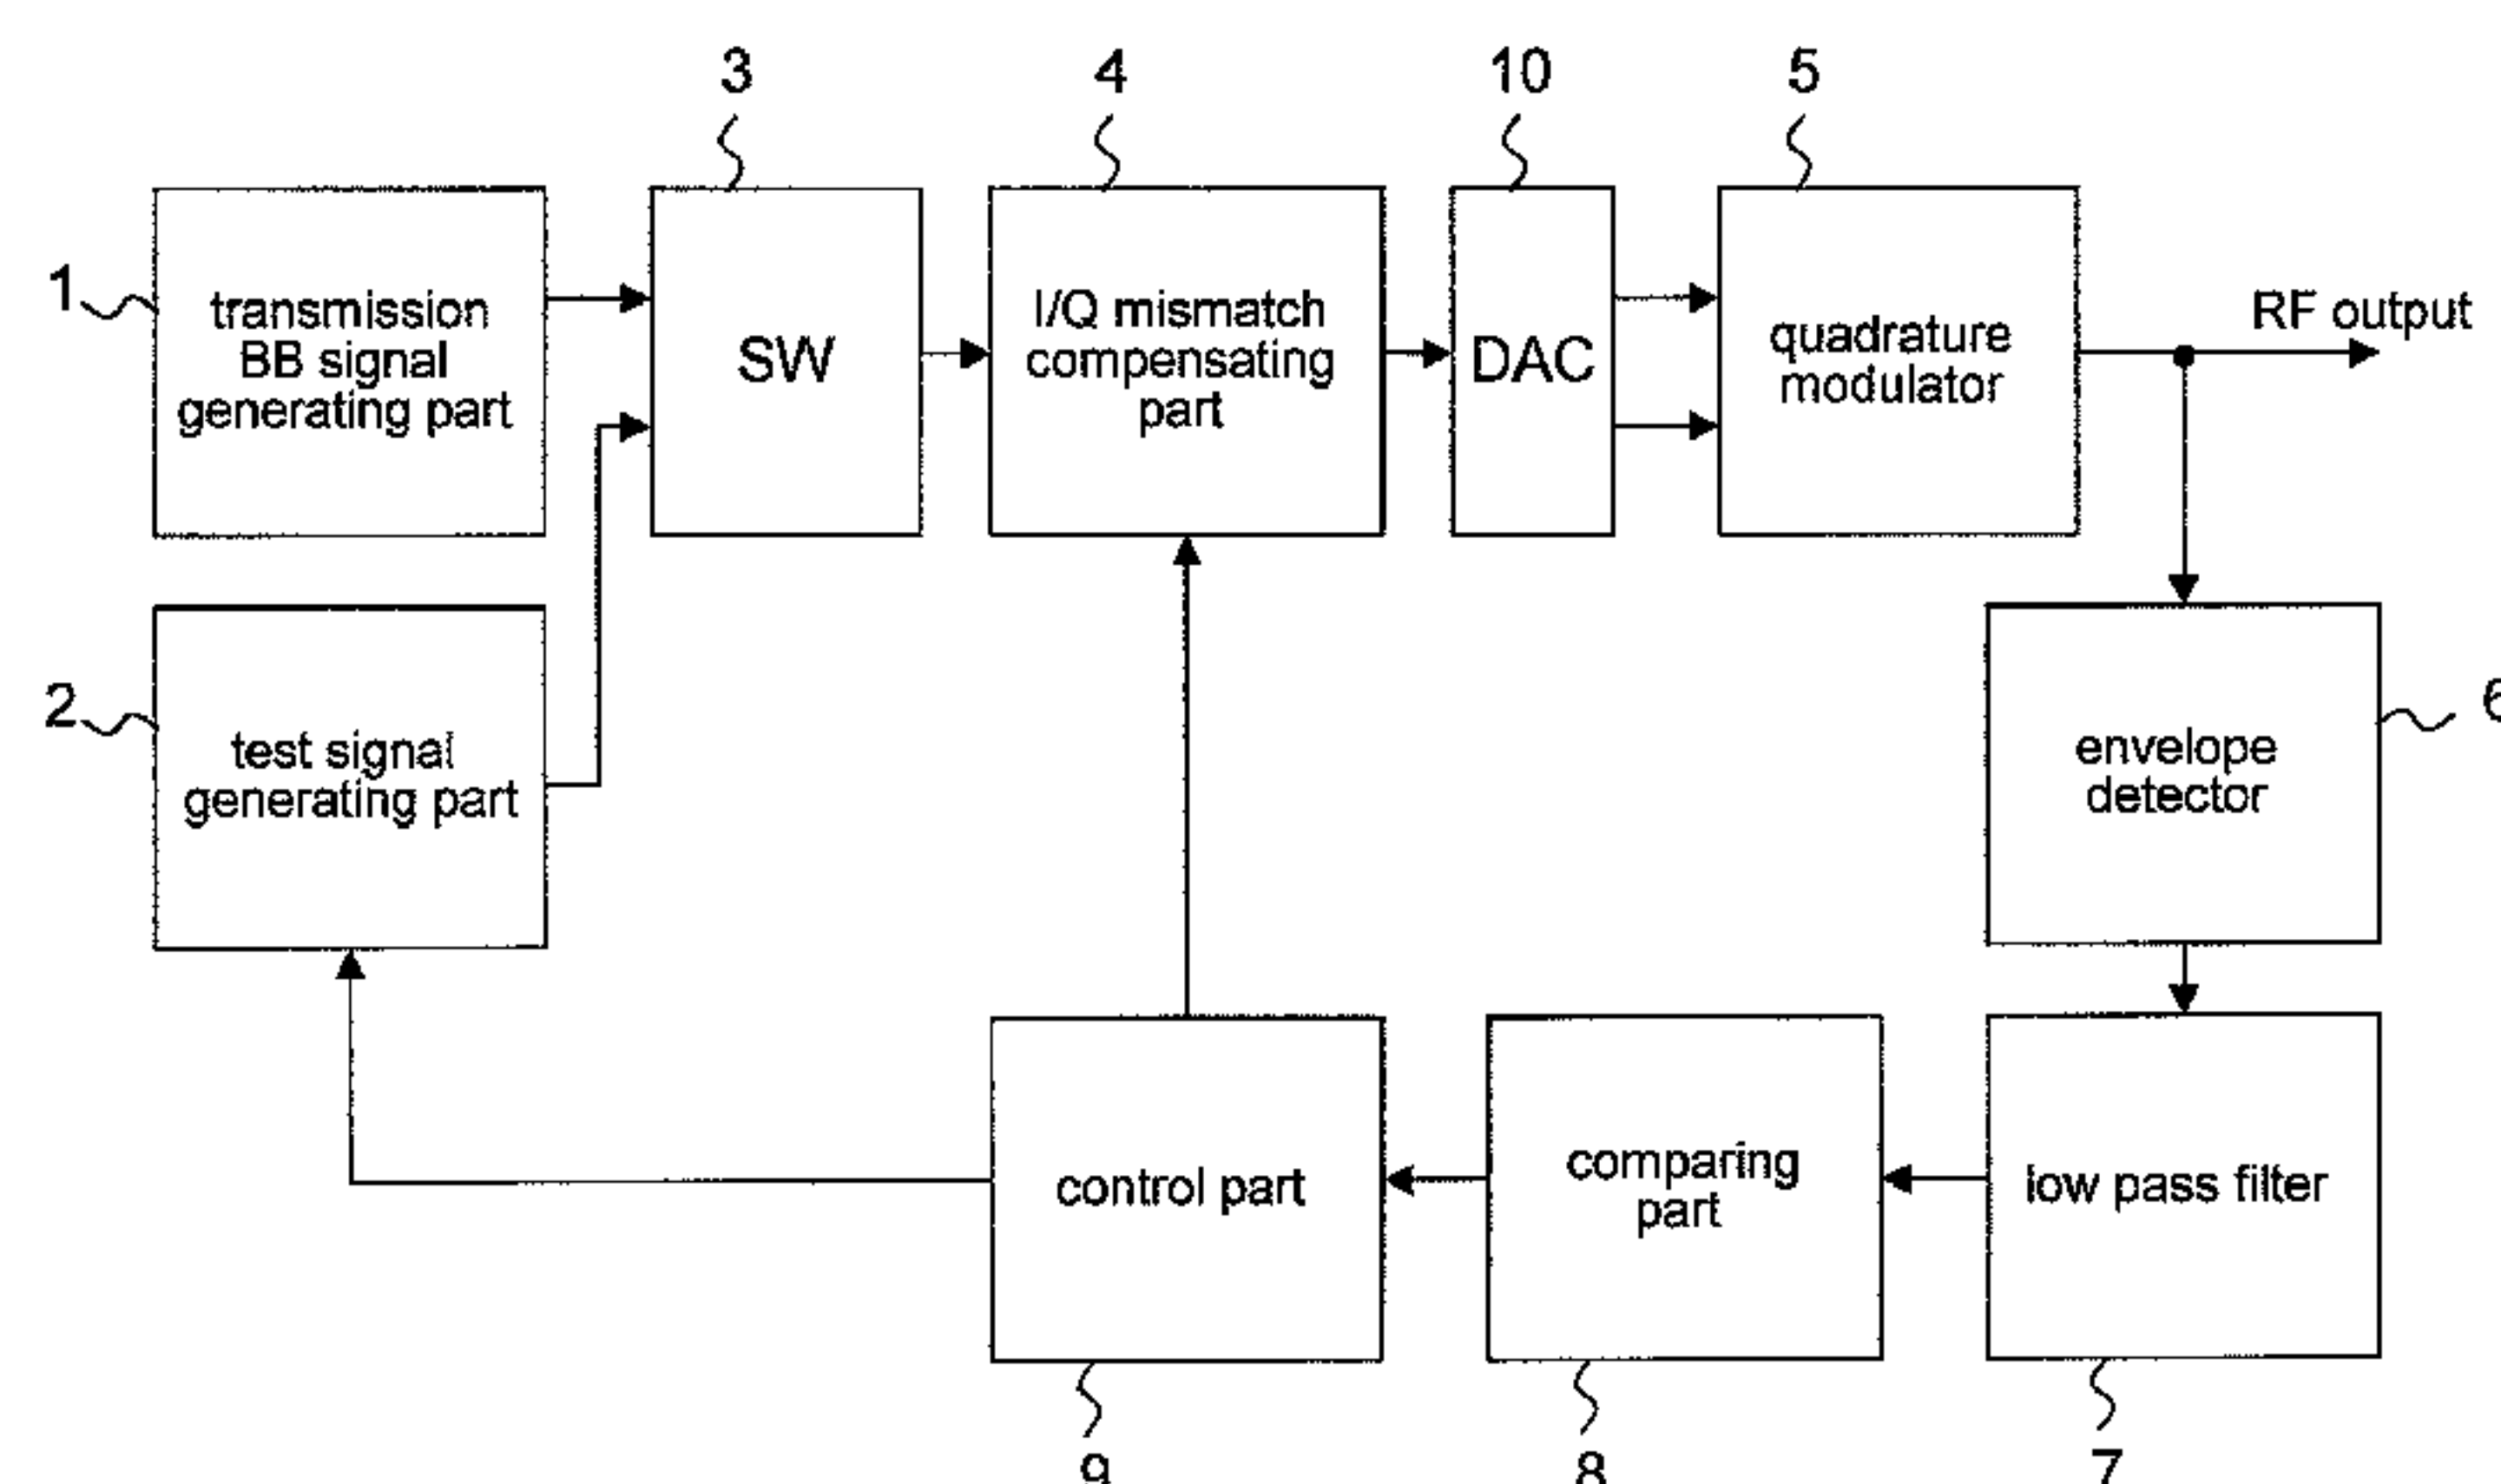 3
4
10
5
1
transmission
BB signal
generating part
SW
I/Q mismatch
compensating
part
DAC
quadrature
modulator
RF output
2
test signal
generating part
envelope
detector
6
control part
comparing
part
low pass filter
9
8
7